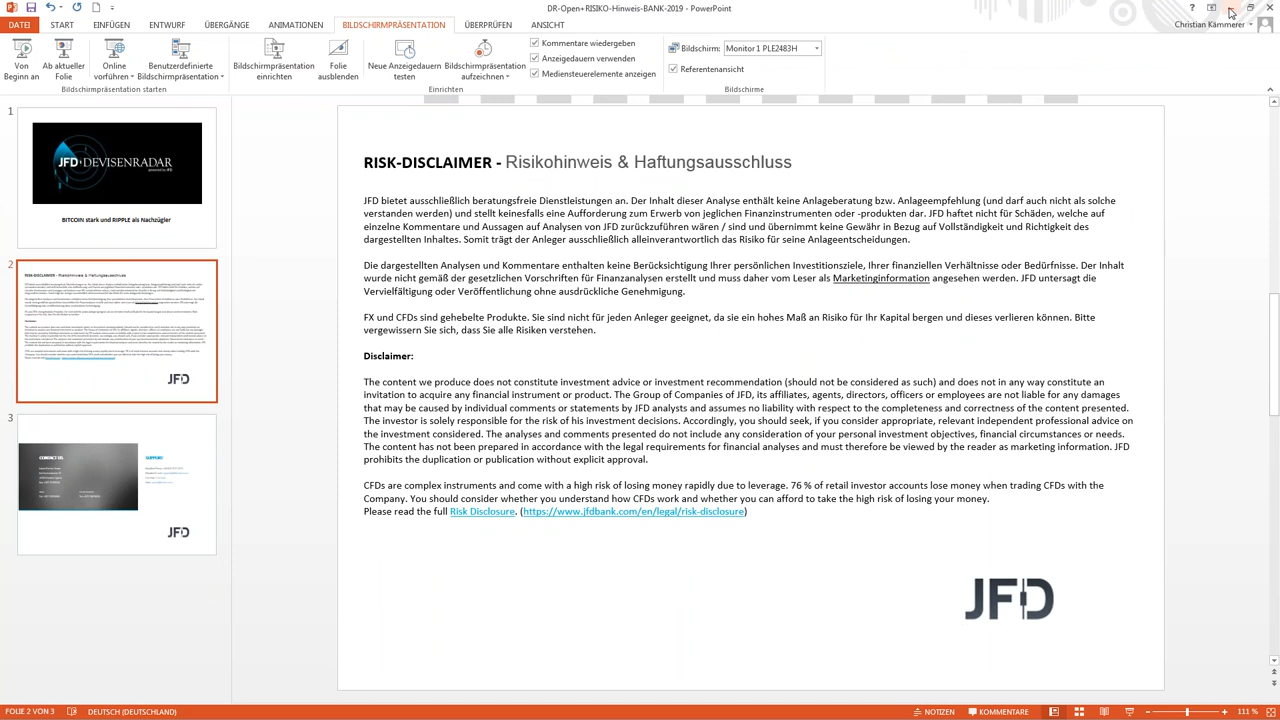 DR-Open+RISIKO-Hinweis-BANK-2019 - PowerPoint
DATEI START EINFÜGEN ENTWURF ÜBERGÄNGE ANIMATIONEN BILDSCHIRMPRÄSENTATION ÜBERPRÜFEN ANSICHT
Christian Kämmerer
Von Beginn an
Ab aktueller Folie
Online vorführen
Benutzerdefinierte Bildschirmpräsentation
Bildschirmpräsentation starten
Bildschirmpräsentation einrichten
Folie ausblenden
Neue Anzeigedauern testen
Bildschirmpräsentation aufzeichnen
Kommentare wiedergeben
Anzeigedauern verwenden
Mediensteuerelemente anzeigen
Einrichten
Bildschirm: Monitor 1 PLE2483H
Referentenansicht
Bildschirme
1
JFD DEVISENRADAR
powered by JFD
BITCOIN stark und RIPPLE als Nachzügler
2
RISK-DISCLAIMER - Risikohinweis & Haftungsausschluss
JFD
3
CONTACT US
SUPPORT
JFD
RISK-DISCLAIMER - Risikohinweis & Haftungsausschluss
JFD bietet ausschließlich beratungsfreie Dienstleistungen an. Der Inhalt dieser Analyse enthält keine Anlageberatung bzw. Anlageempfehlung (und darf auch nicht als solche
verstanden werden) und stellt keinesfalls eine Aufforderung zum Erwerb von jeglichen Finanzinstrumenten oder -produkten dar. JFD haftet nicht für Schäden, welche auf
einzelne Kommentare und Aussagen auf Analysen von JFD zurückzuführen wären / sind und übernimmt keine Gewähr in Bezug auf Vollständigkeit und Richtigkeit des
dargestellten Inhaltes. Somit trägt der Anleger ausschließlich alleinverantwortlich das Risiko für seine Anlageentscheidungen.
Die dargestellten Analysen und Kommentare enthalten keine Berücksichtigung Ihrer persönlichen Investitionsziele, Ihrer finanziellen Verhältnisse oder Bedürfnisse. Der Inhalt
wurde nicht gemäß der gesetzlichen Vorschriften für Finanzanalysen erstellt und muss daher vom Leser als Marketinginformation angesehen werden. JFD untersagt die
Vervielfältigung oder Veröffentlichung ohne ausdrückliche Genehmigung.
FX und CFDs sind gehebelte Produkte. Sie sind nicht für jeden Anleger geeignet, da sie ein hohes Maß an Risiko für Ihr Kapital bergen und dieses verlieren können. Bitte
vergewissern Sie sich, dass Sie alle Risiken verstehen.
Disclaimer:
The content we produce does not constitute investment advice or investment recommendation (should not be considered as such) and does not in any way constitute an
invitation to acquire any financial instrument or product. The Group of Companies of JFD, its affiliates, agents, directors, officers or employees are not liable for any damages
that may be caused by individual comments or statements by JFD analysts and assumes no liability with respect to the completeness and correctness of the content presented.
The investor is solely responsible for the risk of his investment decisions. Accordingly, you should seek, if you consider appropriate, relevant independent professional advice on
the investment considered. The analyses and comments presented do not include any consideration of your personal investment objectives, financial circumstances or needs.
The content has not been prepared in accordance with the legal requirements for financial analyses and must therefore be viewed by the reader as marketing information. JFD
prohibits the duplication or publication without explicit approval.
CFDs are complex instruments and come with a high risk of losing money rapidly due to leverage. 76 % of retail investor accounts lose money when trading CFDs with the
Company. You should consider whether you understand how CFDs work and whether you can afford to take the high risk of losing your money.
Please read the full Risk Disclosure. (https://www.jfdbank.com/en/legal/risk-disclosure)
JFD
FOLIE 2 VON 3 DEUTSCH (DEUTSCHLAND) NOTIZEN KOMMENTARE 111 %